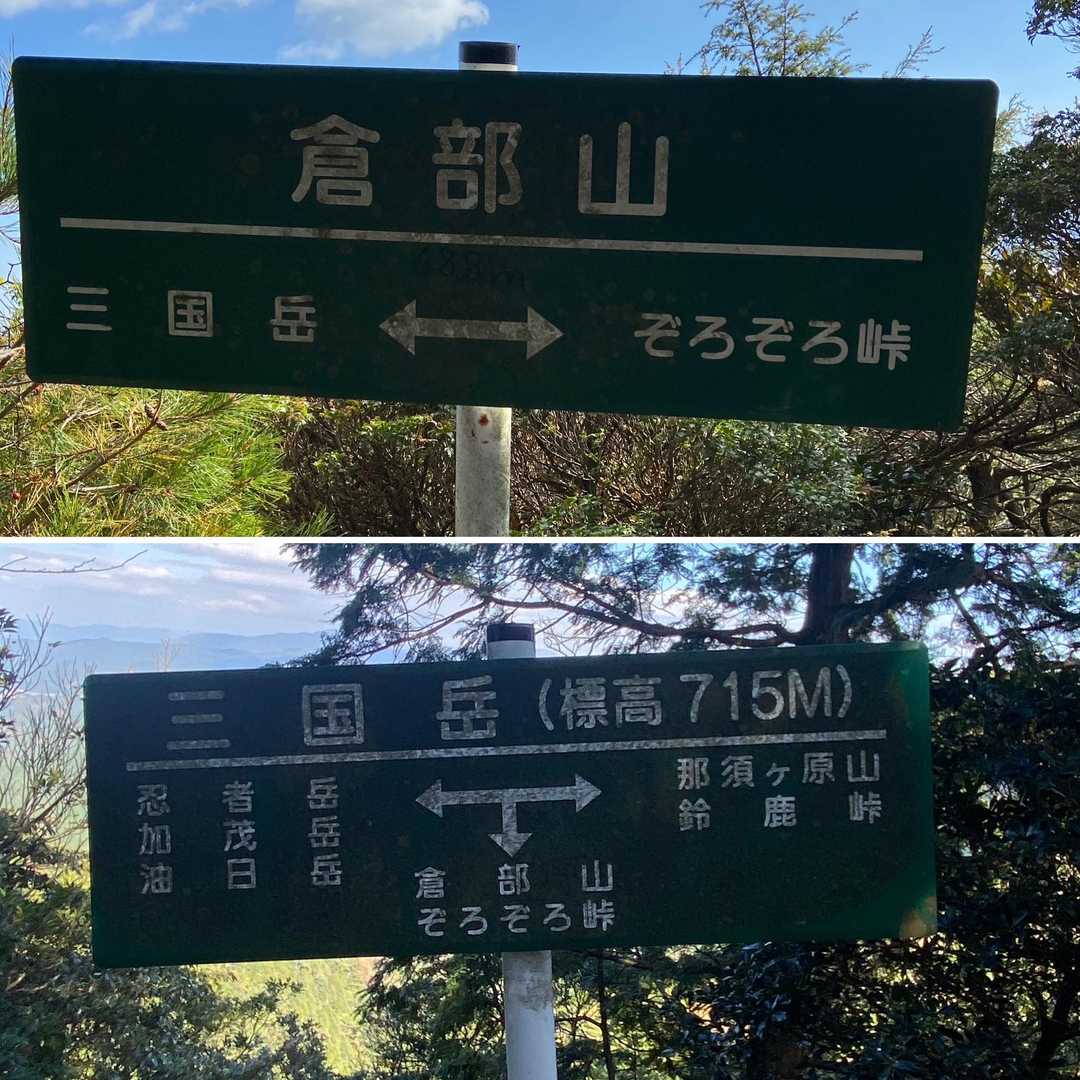 倉部山
三国岳 ぞろぞろ峠
三国岳(標高715M)
忍者岳 那須ヶ原山
加茂岳 鈴鹿峠
油日岳
倉部山
ぞろぞろ峠